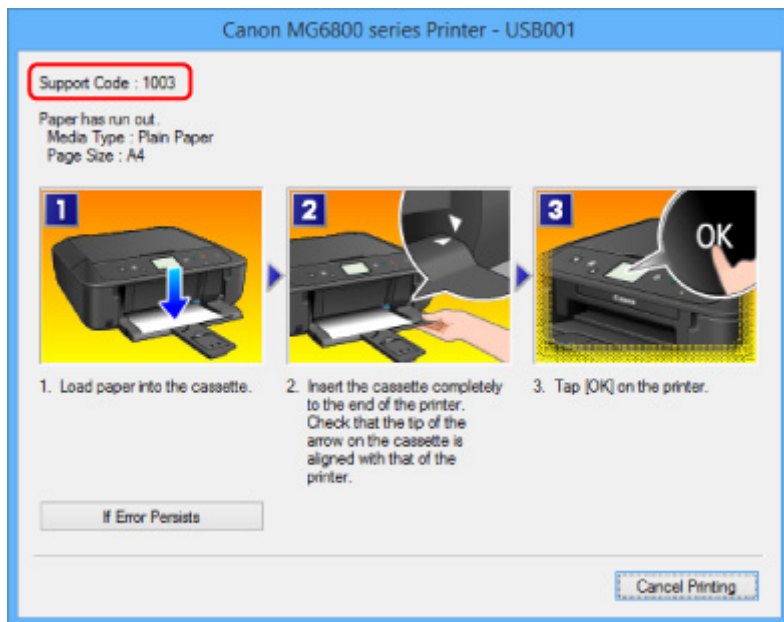 Canon MG6800 series Printer - USB001
Support Code : 1003
Paper has run out.
Media Type : Plain Paper
Page Size : A4
1
2
3
OK
Canon
1. Load paper into the cassette.
2. Insert the cassette completely
to the end of the printer.
Check that the tip of the
arrow on the cassette is
aligned with that of the
printer.
3. Tap [OK] on the printer.
If Error Persists
Cancel Printing